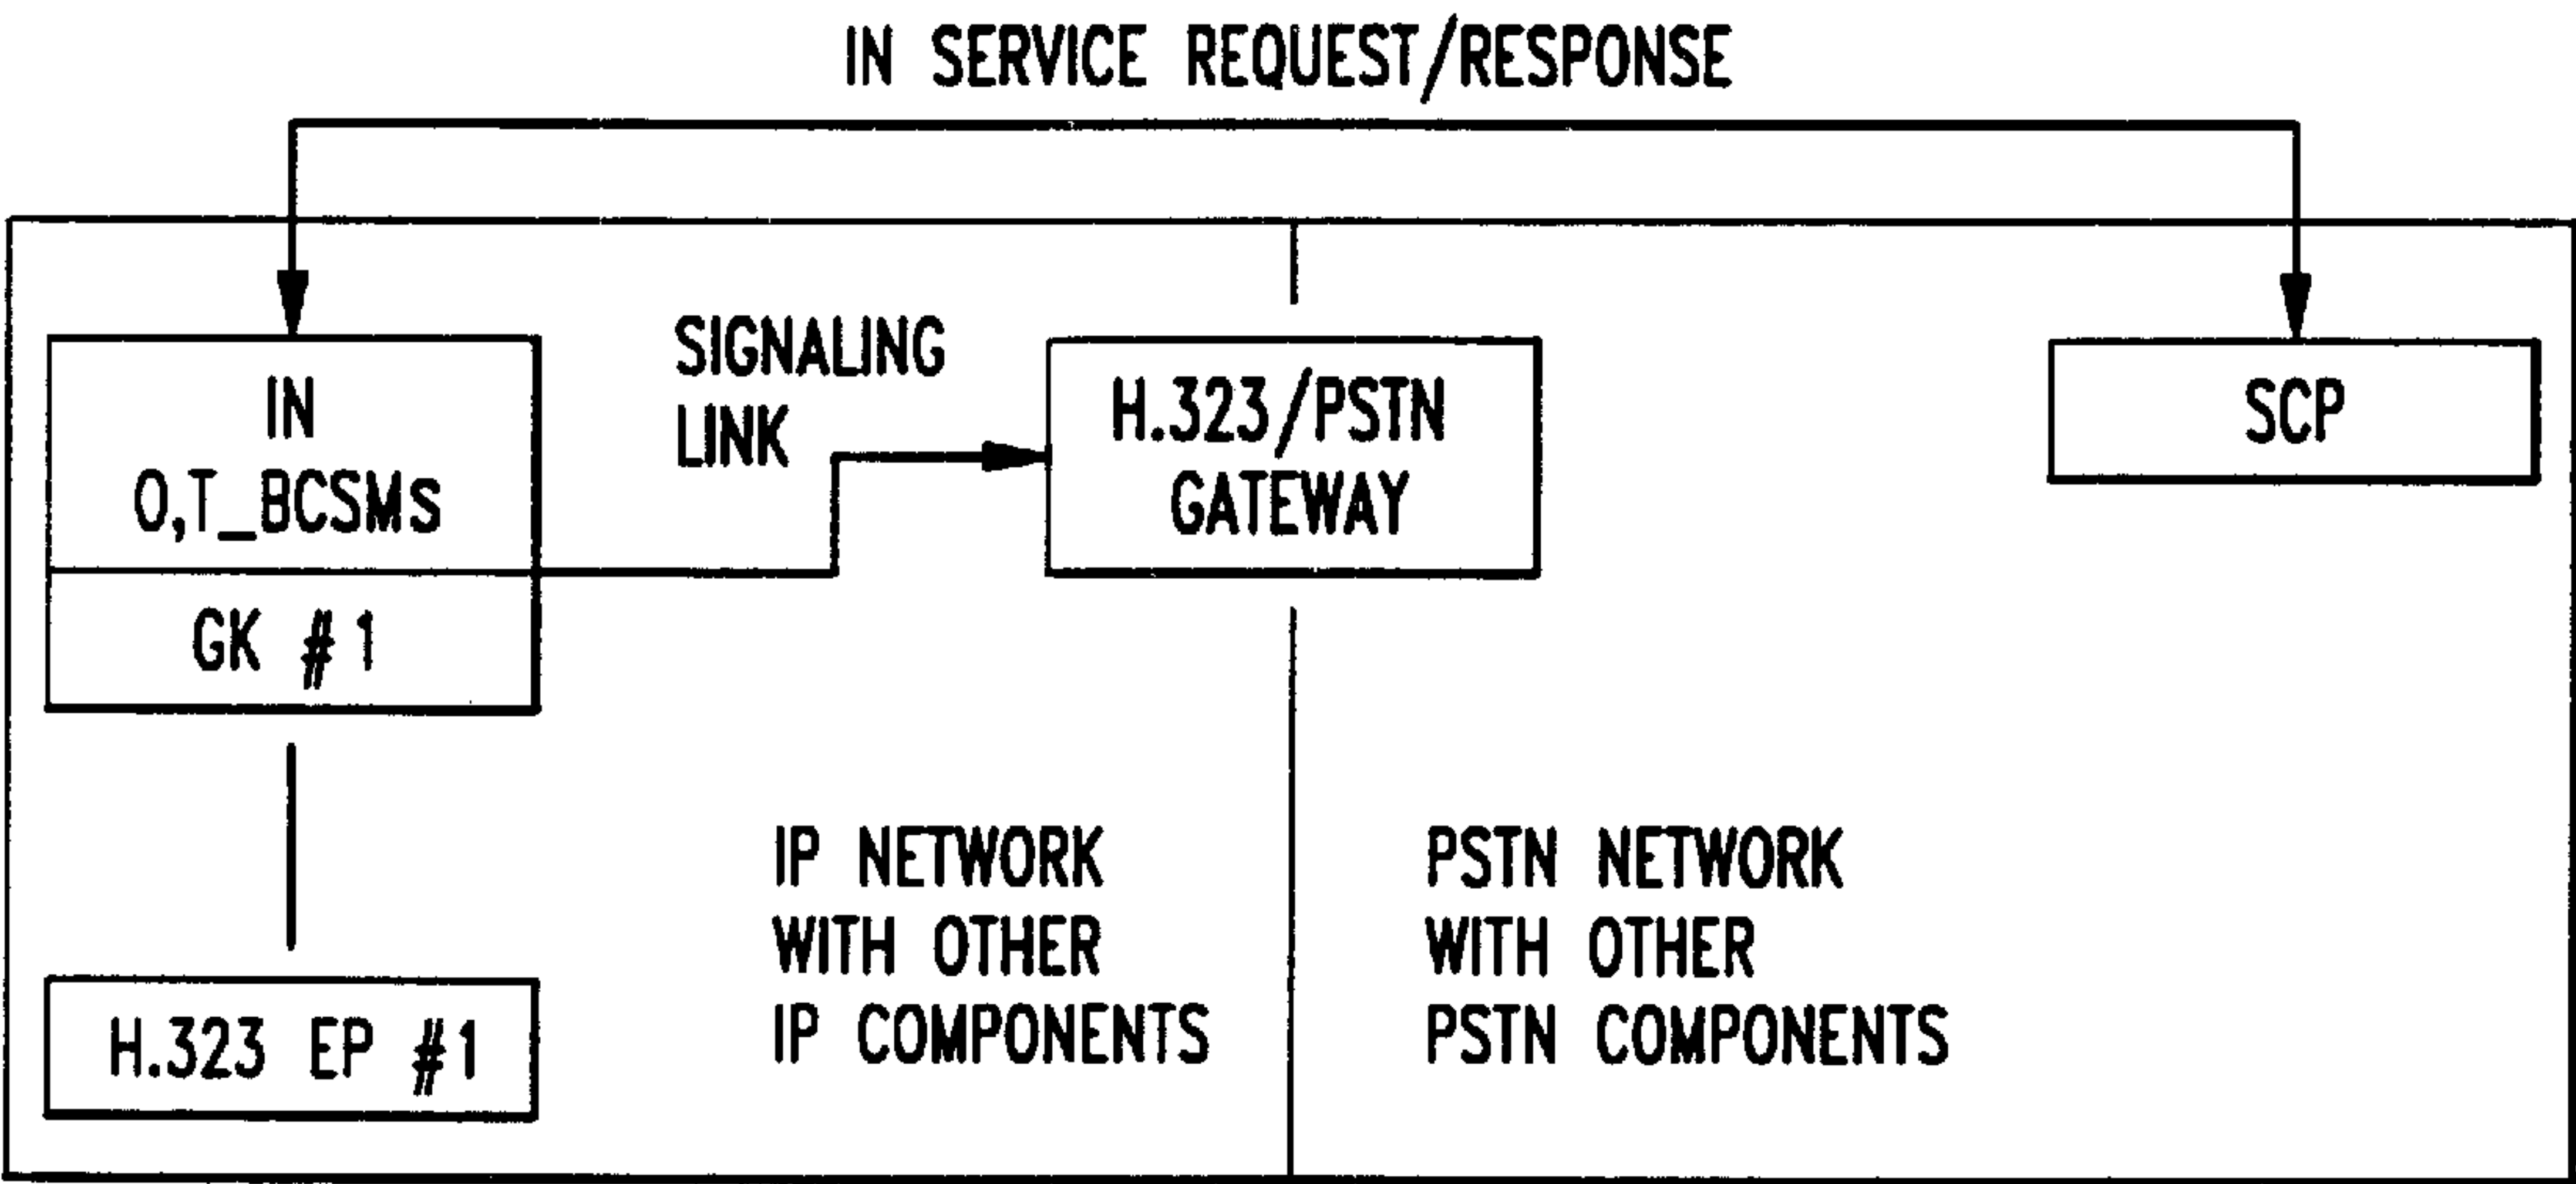 IN SERVICE REQUEST/RESPONSE
SIGNALING
LINK
IN
O,T_BCSMs
GK #1
H.323/PSTN
GATEWAY
SCP
IP NETWORK
WITH OTHER
IP COMPONENTS
PSTN NETWORK
WITH OTHER
PSTN COMPONENTS
H.323 EP #1